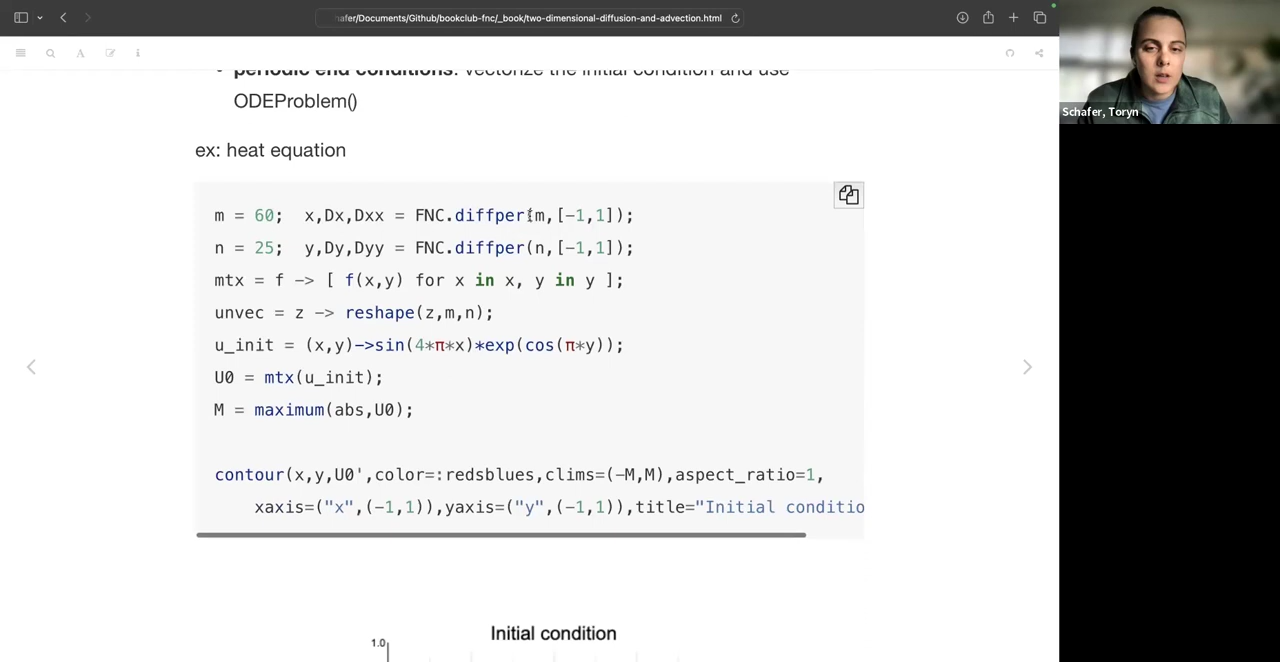 hafer/Documents/Github/bookclub-fnc/_book/two-dimensional-diffusion-and-advection.html
Schafer, Toryn
periodic end conditions: vectorize the initial condition and use
ODEProblem()
ex: heat equation
m = 60;  x,Dx,Dxx = FNC.diffper(m,[-1,1]);
n = 25;  y,Dy,Dyy = FNC.diffper(n,[-1,1]);
mtx = f -> [ f(x,y) for x in x, y in y ];
unvec = z -> reshape(z,m,n);
u_init = (x,y)->sin(4*π*x)*exp(cos(π*y));
U0 = mtx(u_init);
M = maximum(abs,U0);
contour(x,y,U0',color=:redsblues,clims=(-M,M),aspect_ratio=1,
xaxis=("x",(-1,1)),yaxis=("y",(-1,1)),title="Initial conditio
Initial condition
1.0